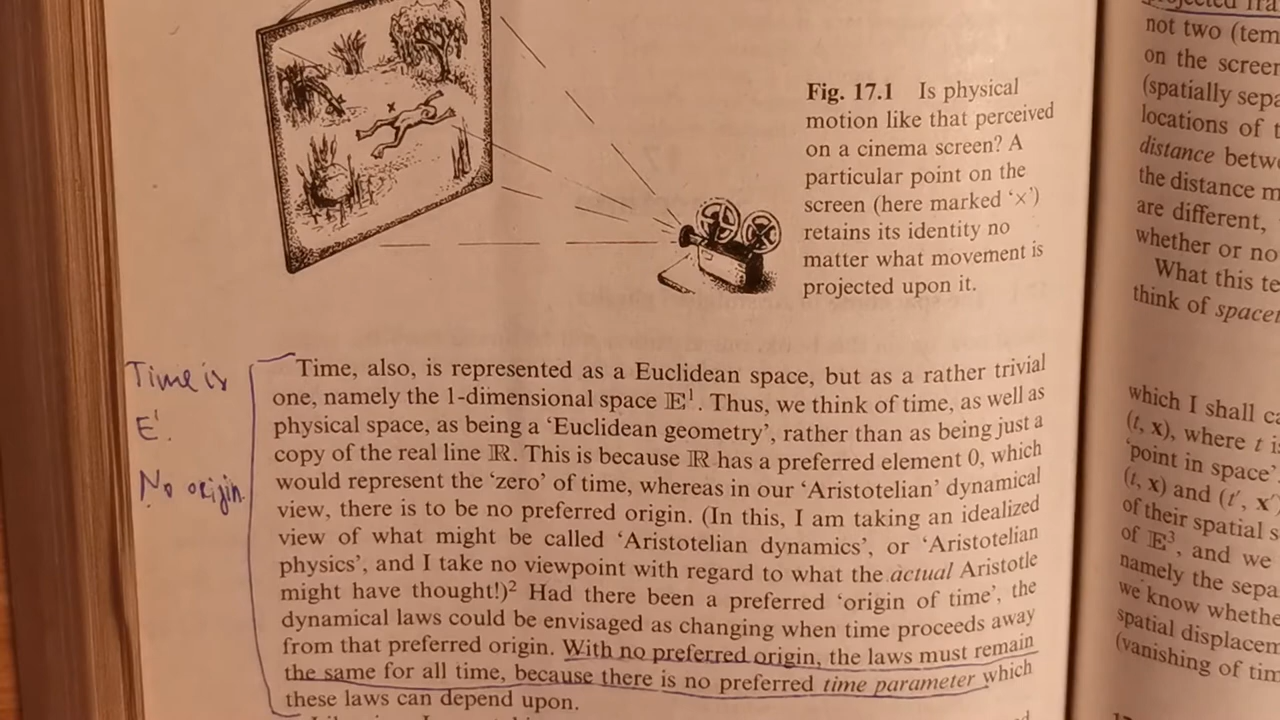 Fig. 17.1 Is physical
motion like that perceived
on a cinema screen? A
particular point on the
screen (here marked ‘×’)
retains its identity no
matter what movement is
projected upon it.
Time is
E¹.
No origin.
Time, also, is represented as a Euclidean space, but as a rather trivial
one, namely the 1-dimensional space 𝔼¹. Thus, we think of time, as well as
physical space, as being a ‘Euclidean geometry’, rather than as being just a
copy of the real line ℝ. This is because ℝ has a preferred element 0, which
would represent the ‘zero’ of time, whereas in our ‘Aristotelian’ dynamical
view, there is to be no preferred origin. (In this, I am taking an idealized
view of what might be called ‘Aristotelian dynamics’, or ‘Aristotelian
physics’, and I take no viewpoint with regard to what the actual Aristotle
might have thought!)² Had there been a preferred ‘origin of time’, the
dynamical laws could be envisaged as changing when time proceeds away
from that preferred origin. With no preferred origin, the laws must remain
the same for all time, because there is no preferred time parameter which
these laws can depend upon.
not two (tem
on the screen
(spatially sepa
locations of t
distance betw
the distance m
are different,
whether or no
What this te
think of spacet
which I shall ca
(t, x), where t is
‘point in space’
(t, x) and (t′, x′
of their spatial s
of 𝔼³, and we
namely the sepa
we know whethe
spatial displacem
(vanishing of tim